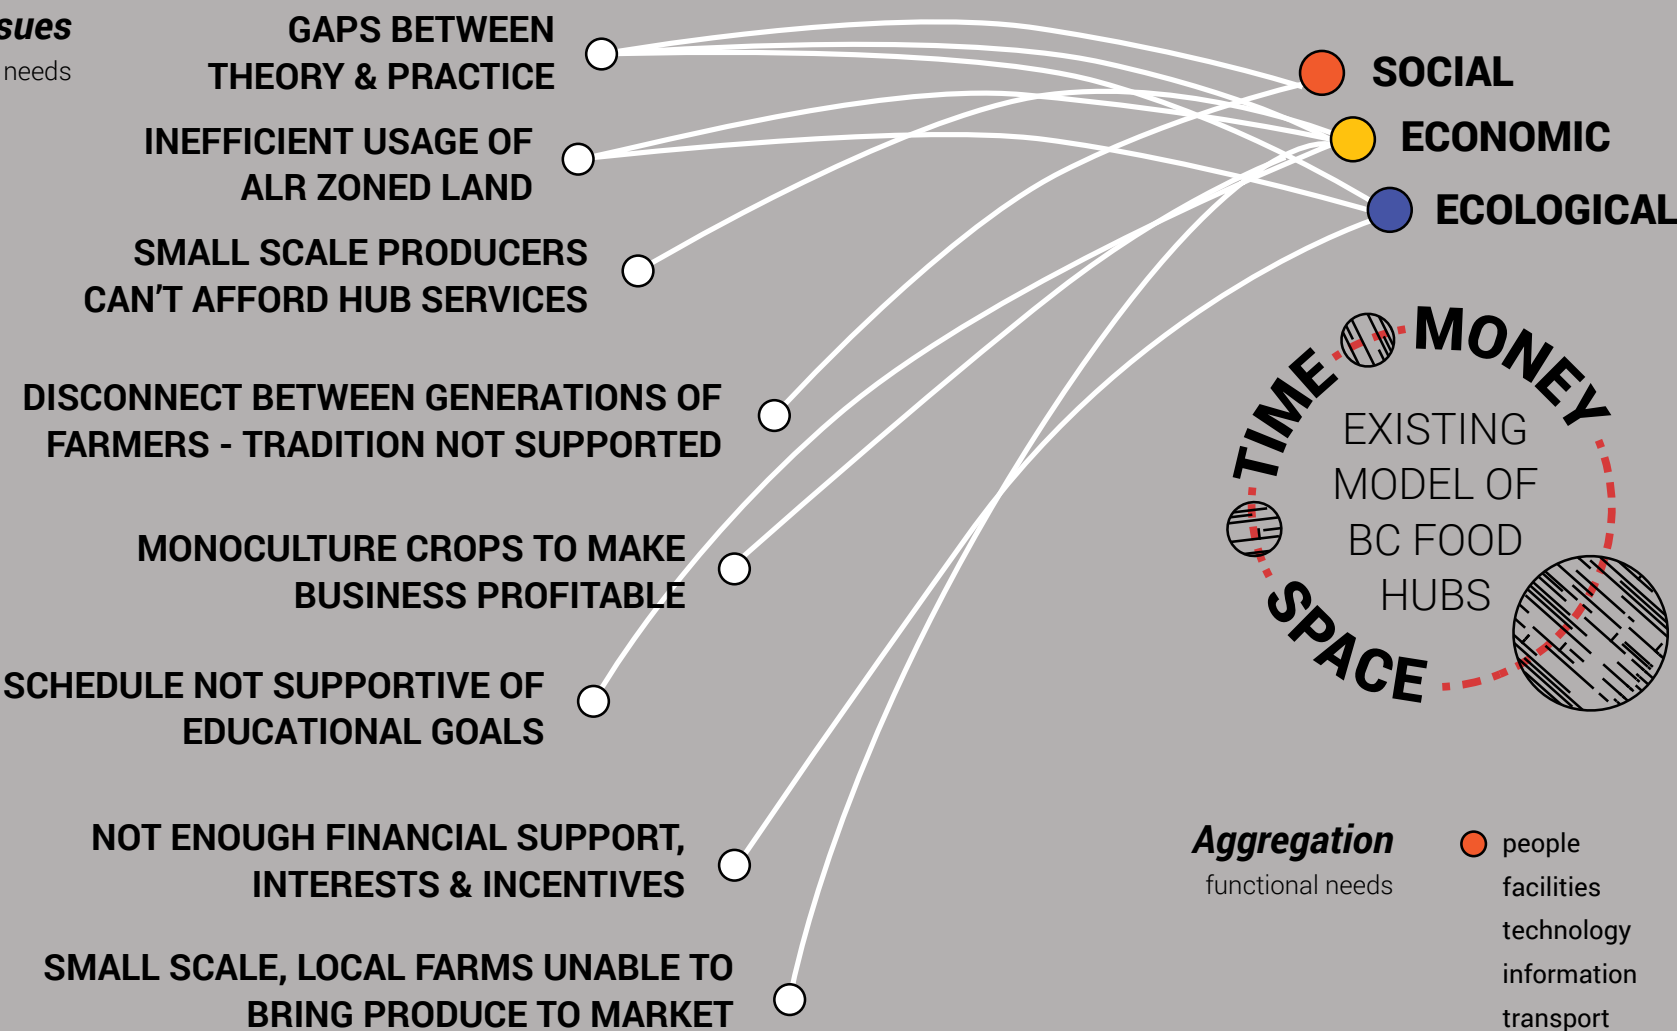 sues
needs
GAPS BETWEEN
THEORY & PRACTICE
INEFFICIENT USAGE OF
ALR ZONED LAND
SMALL SCALE PRODUCERS
CAN'T AFFORD HUB SERVICES
DISCONNECT BETWEEN GENERATIONS OF
FARMERS - TRADITION NOT SUPPORTED
MONOCULTURE CROPS TO MAKE
BUSINESS PROFITABLE
SCHEDULE NOT SUPPORTIVE OF
EDUCATIONAL GOALS
NOT ENOUGH FINANCIAL SUPPORT,
INTERESTS & INCENTIVES
SMALL SCALE, LOCAL FARMS UNABLE TO
BRING PRODUCE TO MARKET
SOCIAL
ECONOMIC
ECOLOGICAL
TIME
MONEY
SPACE
EXISTING
MODEL OF
BC FOOD
HUBS
Aggregation
functional needs
people
facilities
technology
information
transport